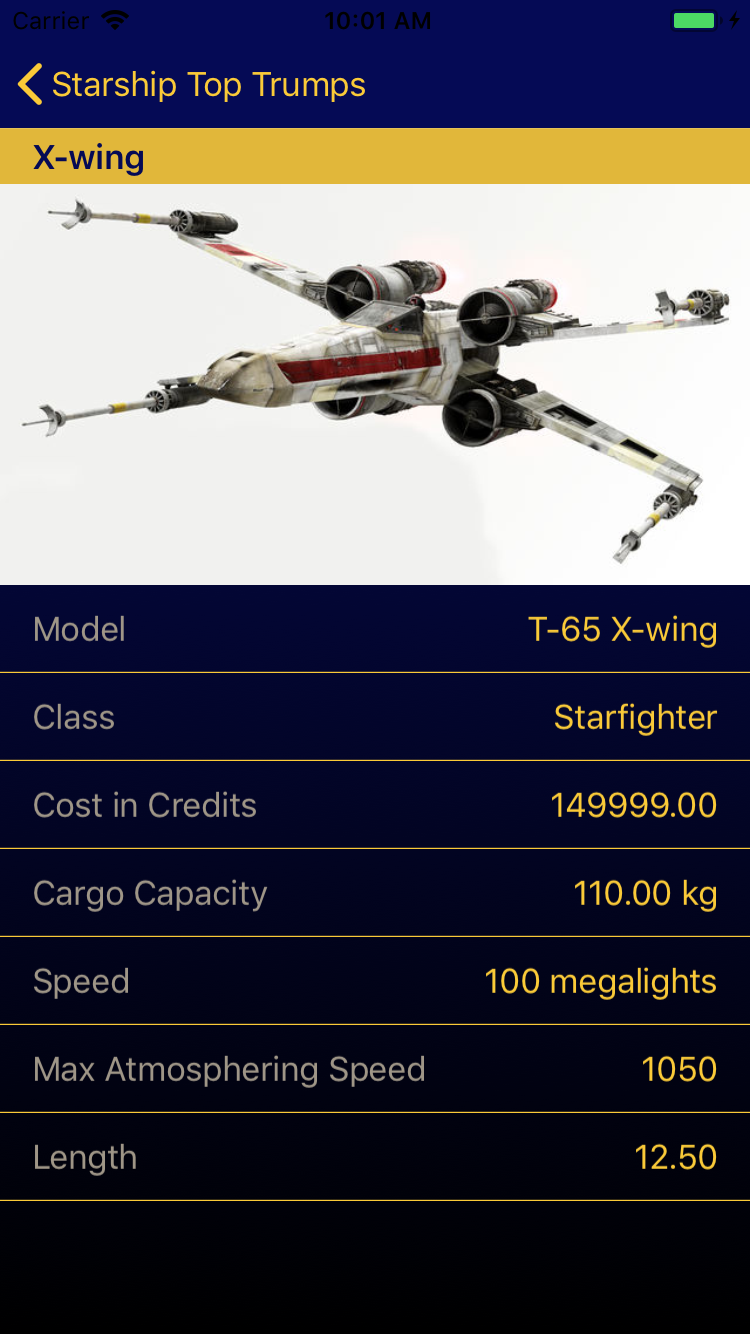 Carrier 10:01 AM
Starship Top Trumps
X-wing
Model T-65 X-wing
Class Starfighter
Cost in Credits 149999.00
Cargo Capacity 110.00 kg
Speed 100 megalights
Max Atmosphering Speed 1050
Length 12.50